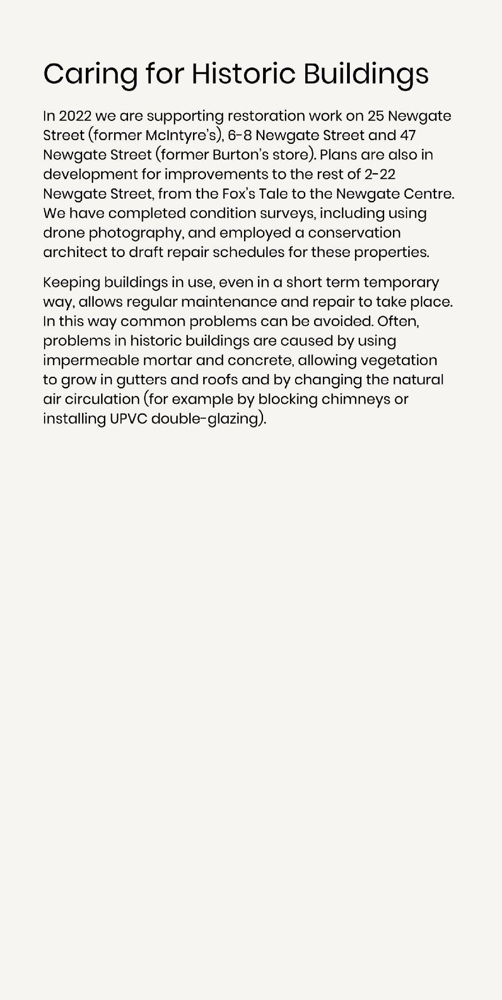 Caring for Historic Buildings
In 2022 we are supporting restoration work on 25 Newgate
Street (former McIntyre’s), 6-8 Newgate Street and 47
Newgate Street (former Burton’s store). Plans are also in
development for improvements to the rest of 2-22
Newgate Street, from the Fox’s Tale to the Newgate Centre.
We have completed condition surveys, including using
drone photography, and employed a conservation
architect to draft repair schedules for these properties.
Keeping buildings in use, even in a short term temporary
way, allows regular maintenance and repair to take place.
In this way common problems can be avoided. Often,
problems in historic buildings are caused by using
impermeable mortar and concrete, allowing vegetation
to grow in gutters and roofs and by changing the natural
air circulation (for example by blocking chimneys or
installing UPVC double-glazing).